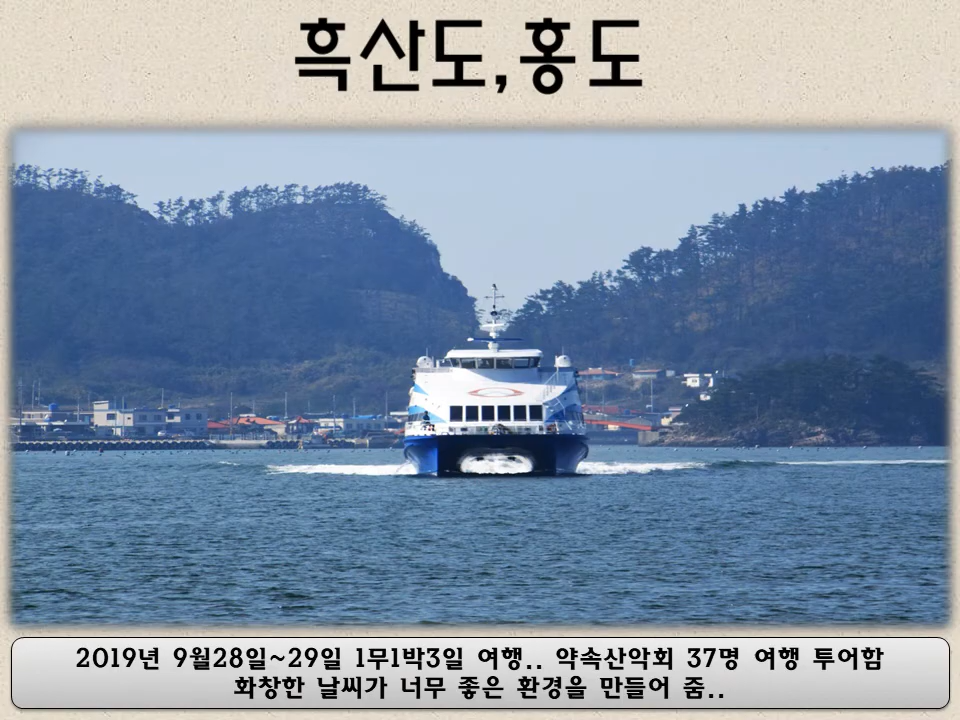 흑산도,홍도
2019년 9월28일~29일 1무1박3일 여행.. 약속산악회 37명 여행 투어함
화창한 날씨가 너무 좋은 환경을 만들어 줌..